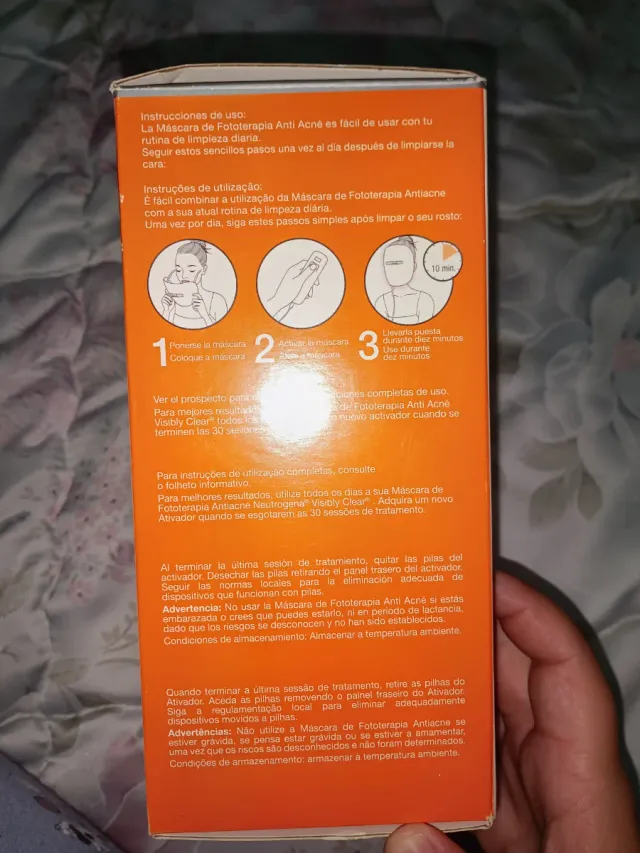 Instrucciones de uso:
La Máscara de Fototerapia Anti Acné es fácil de usar con tu
rutina de limpieza diaria.
Seguir estos sencillos pasos una vez al día después de limpiarse la
cara:
Instruções de utilização:
É fácil combinar a utilização da Máscara de Fototerapia Antiacne
com a sua atual rotina de limpeza diária.
Uma vez por dia, siga estes passos simples após limpar o seu rosto:
10 min.
1 Ponerse la máscara
Coloque a máscara
2 Activar la máscara
a máscara
3 Llevarla puesta
durante diez minutos
Use durante
dez minutos
Ver el prospecto para completas de uso.
Para mejores de Fototerapia Anti Acné
Visibly Clear® todos nuevo activador cuando se
terminen las 30
Para instruções de utilização completas, consulte
o folheto informativo.
Para melhores resultados, utilize todos os dias a sua Máscara de
Fototerapia Antiacne Neutrogena® Visibly Clear®. Adquira um novo
Ativador quando se esgotarem as 30 sessões de tratamento.
Al terminar la última sesión de tratamiento, quitar las pilas del
activador. Desechar las pilas retirando el panel trasero del activador.
Seguir las normas locales para la eliminación adecuada de
dispositivos que funcionan con pilas.
Advertencia: No usar la Máscara de Fototerapia Anti Acné si estás
embarazada o crees que puedes estarlo, ni en periodo de lactancia,
dado que los riesgos se desconocen y no han sido establecidos.
Condiciones de almacenamiento: Almacenar a temperatura ambiente.
Quando terminar a última sessão de tratamento, retire as pilhas do
Ativador. Aceda as pilhas removendo o painel traseiro do Ativador.
Siga a regulamentação local para eliminar adequadamente
dispositivos movidos a pilhas.
Advertências: Não utilize a Máscara de Fototerapia Antiacne se
estiver grávida, se pensa estar grávida ou se estiver a amamentar,
uma vez que os riscos são desconhecidos e não foram determinados.
Condições de armazenamento: armazenar a temperatura ambiente.